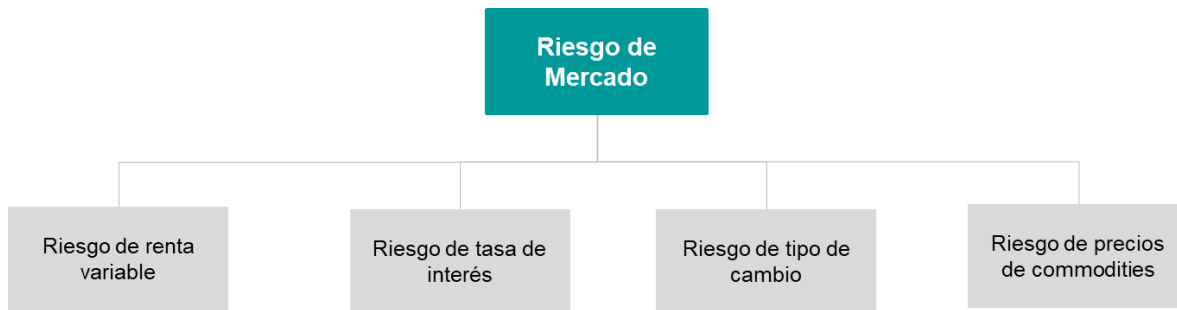 Riesgo de
Mercado
Riesgo de renta
variable
Riesgo de tasa de
interés
Riesgo de tipo de
cambio
Riesgo de precios
de commodities